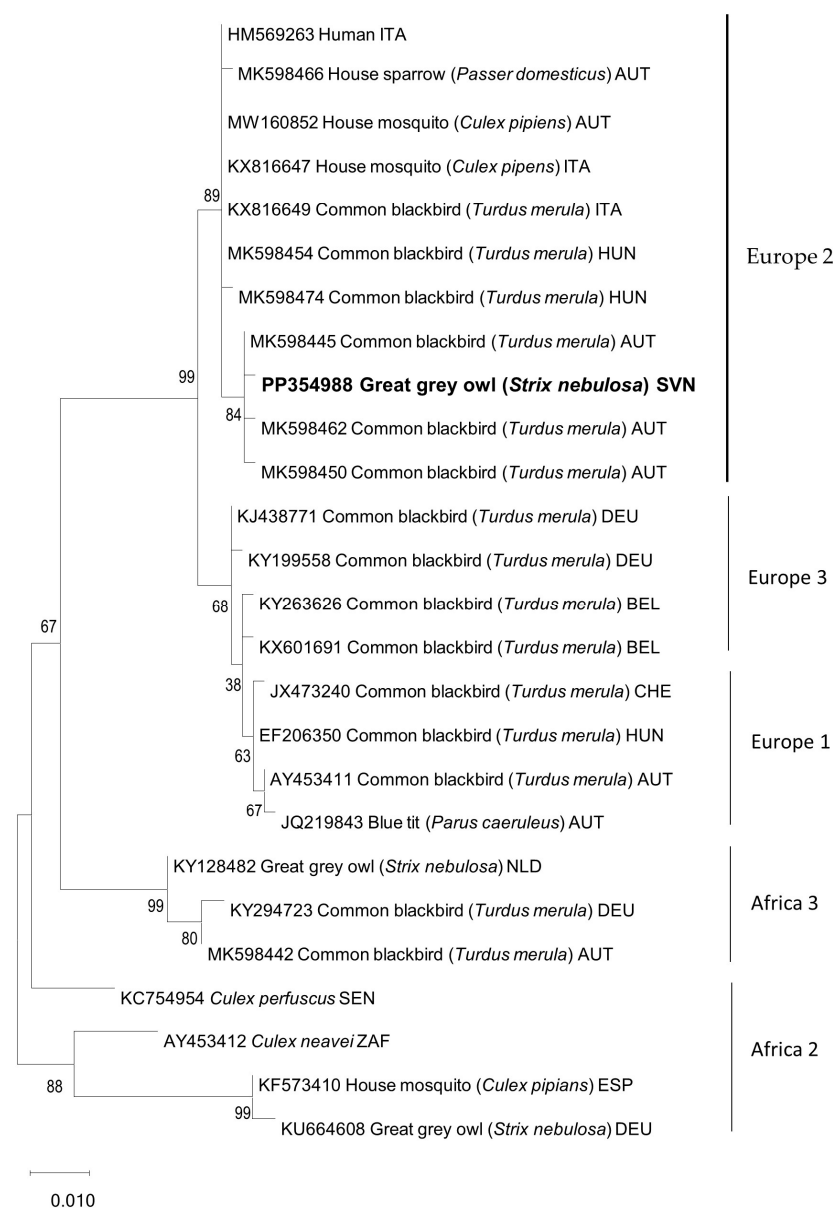 HM569263 Human ITA
MK598466 House sparrow (Passer domesticus) AUT
MW160852 House mosquito (Culex pipiens) AUT
KX816647 House mosquito (Culex pipens) ITA
89
KX816649 Common blackbird (Turdus merula) ITA
MK598454 Common blackbird (Turdus merula) HUN
Europe 2
MK598474 Common blackbird (Turdus merula) HUN
MK598445 Common blackbird (Turdus merula) AUT
99
PP354988 Great grey owl (Strix nebulosa) SVN
84
MK598462 Common blackbird (Turdus merula) AUT
MK598450 Common blackbird (Turdus merula) AUT
KJ438771 Common blackbird (Turdus merula) DEU
KY199558 Common blackbird (Turdus merula) DEU
Europe 3
68
KY263626 Common blackbird (Turdus merula) BEL
67
KX601691 Common blackbird (Turdus merula) BEL
38
JX473240 Common blackbird (Turdus merula) CHE
EF206350 Common blackbird (Turdus merula) HUN
Europe 1
63
AY453411 Common blackbird (Turdus merula) AUT
67
JQ219843 Blue tit (Parus caeruleus) AUT
KY128482 Great grey owl (Strix nebulosa) NLD
99
Africa 3
KY294723 Common blackbird (Turdus merula) DEU
80
MK598442 Common blackbird (Turdus merula) AUT
KC754954 Culex perfuscus SEN
AY453412 Culex neavei ZAF
Africa 2
88
KF573410 House mosquito (Culex pipians) ESP
99
KU664608 Great grey owl (Strix nebulosa) DEU
0.010